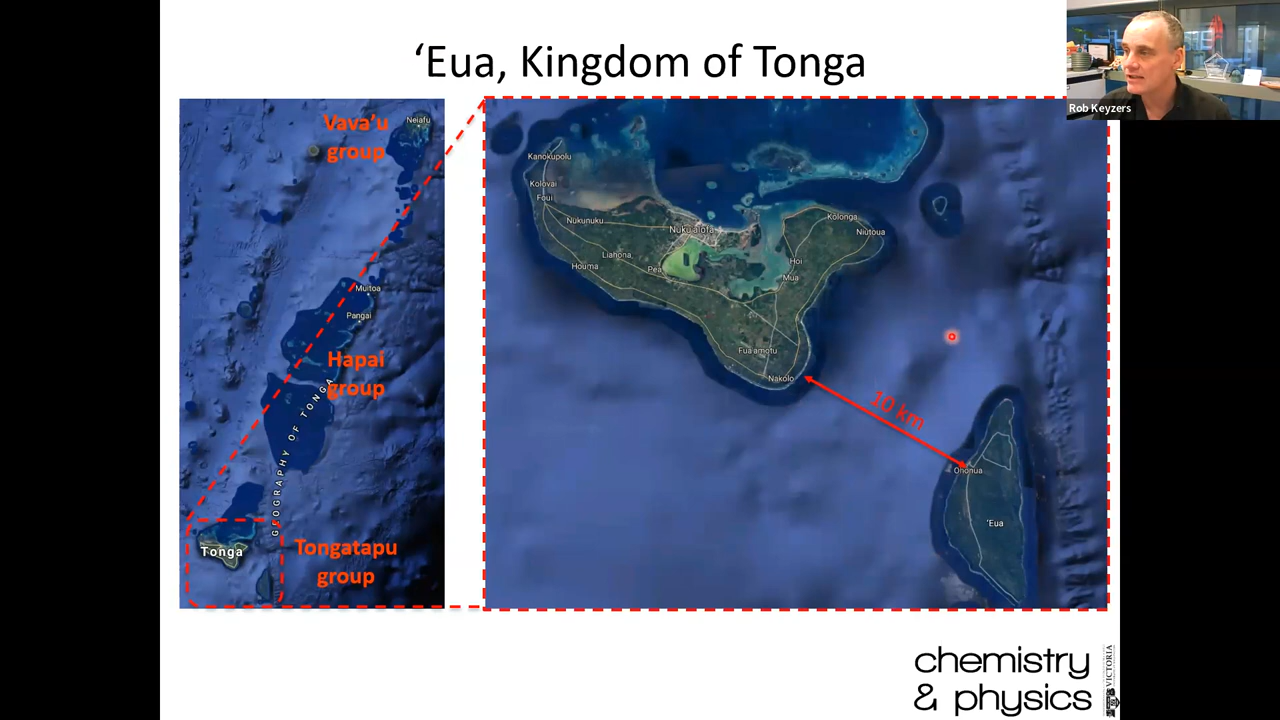 ‘Eua, Kingdom of Tonga
Rob Keyzers
Vava’u
group
Neiafu
Muitoa
Pangai
Hapai
group
GEOGRAPHY OF TONGA
Tonga
Tongatapu
group
Kanokupolu
Kolovai
Foui
Nukunuku
Nuku‘alofa
Kolonga
Niutoua
Liahona
Houma
Pea
Hoi
Mua
Fua‘amotu
Nakolo
10 km
Ohonua
‘Eua
chemistry
& physics
VICTORIA